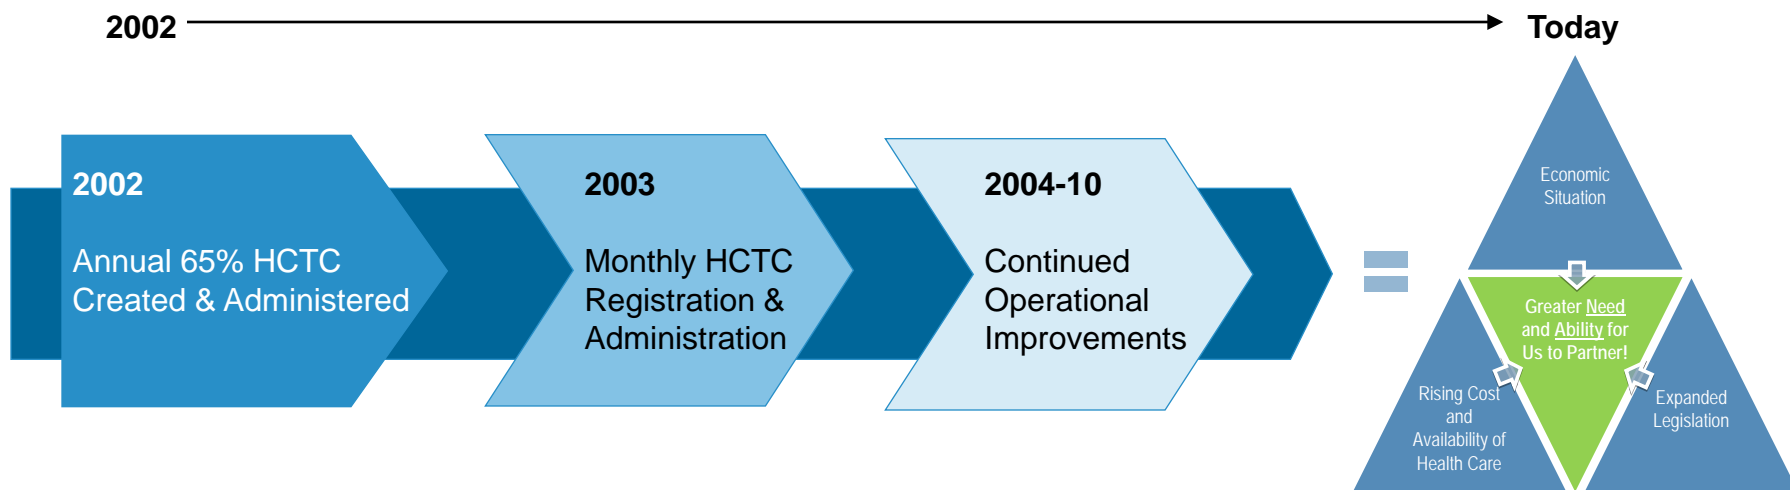 2002
Today
2002
Annual 65% HCTC
Created & Administered
2003
Monthly HCTC
Registration &
Administration
2004-10
Continued
Operational
Improvements
Economic
Situation
Greater Need
and Ability for
Us to Partner!
Rising Cost
and
Availability of
Health Care
Expanded
Legislation